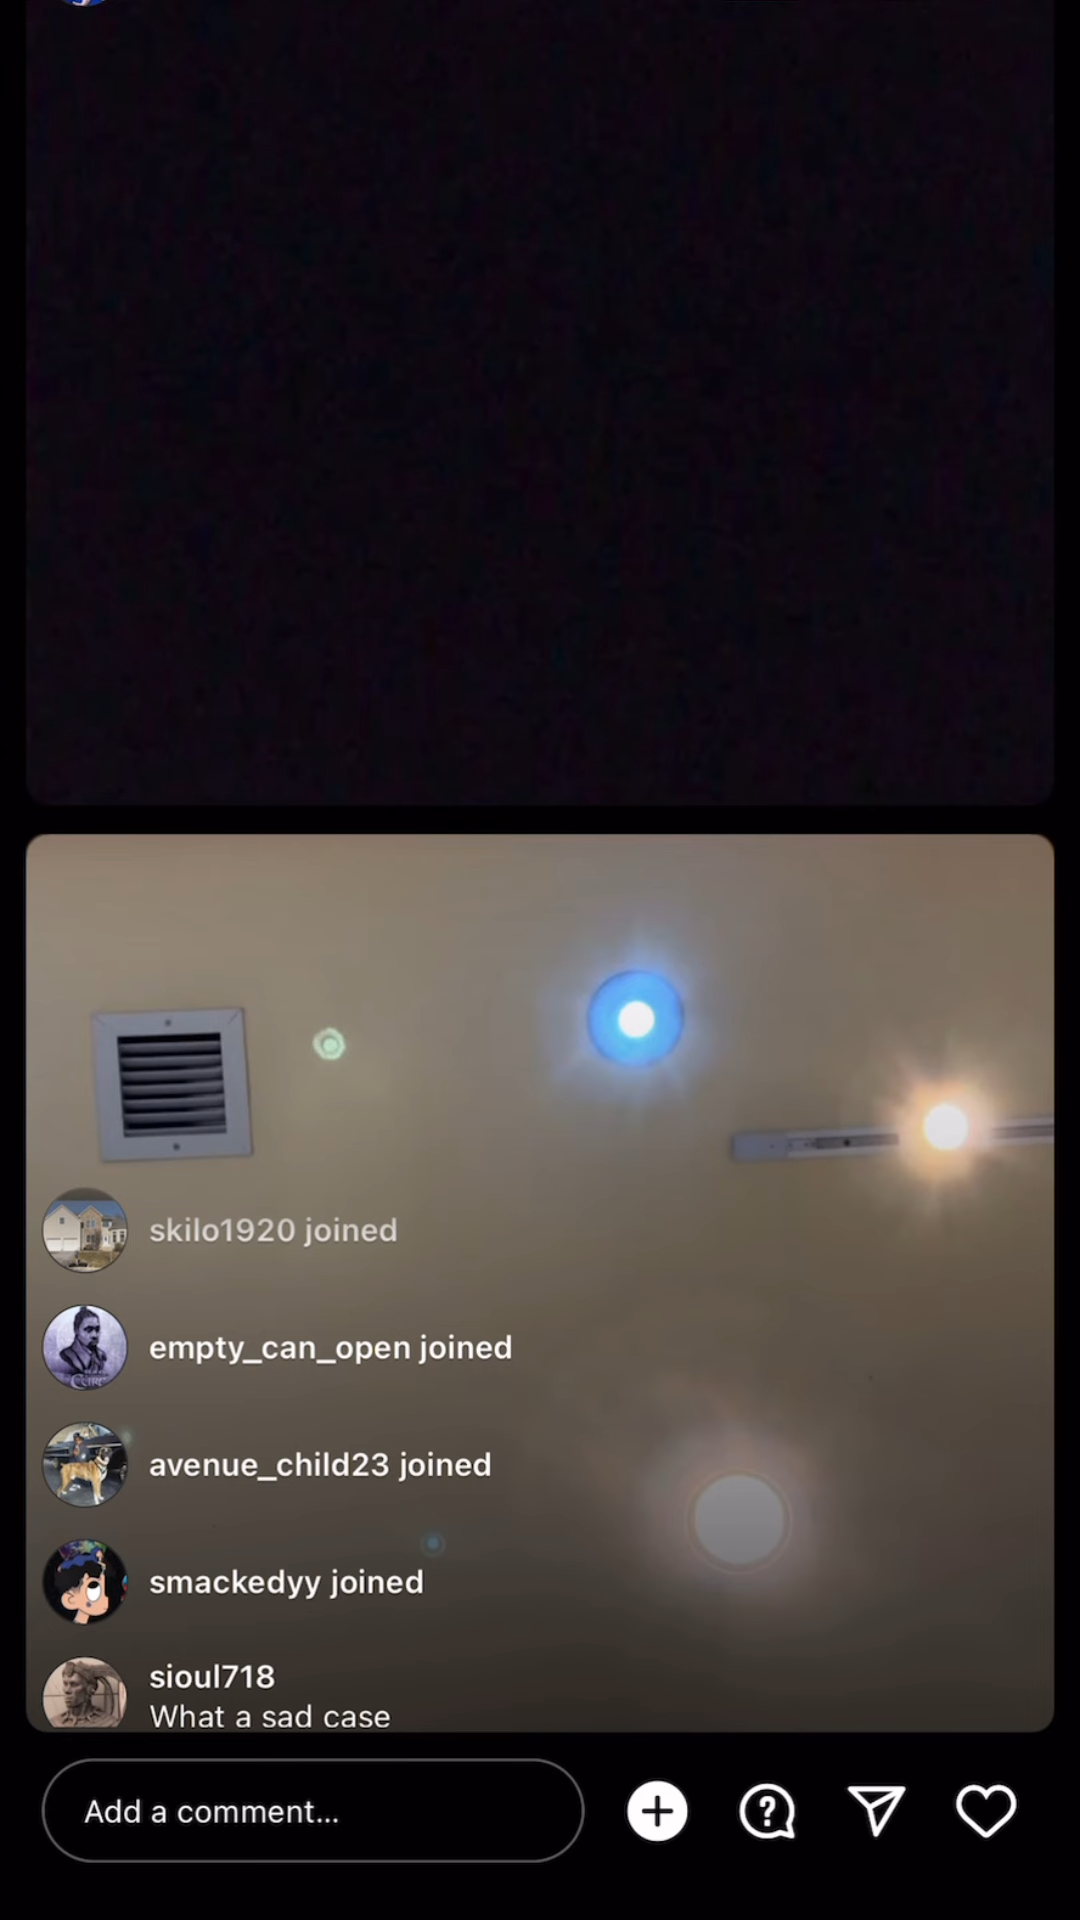 skilo1920 joined
empty_can_open joined
avenue_child23 joined
smackedyy joined
sioul718
What a sad case
Add a comment...